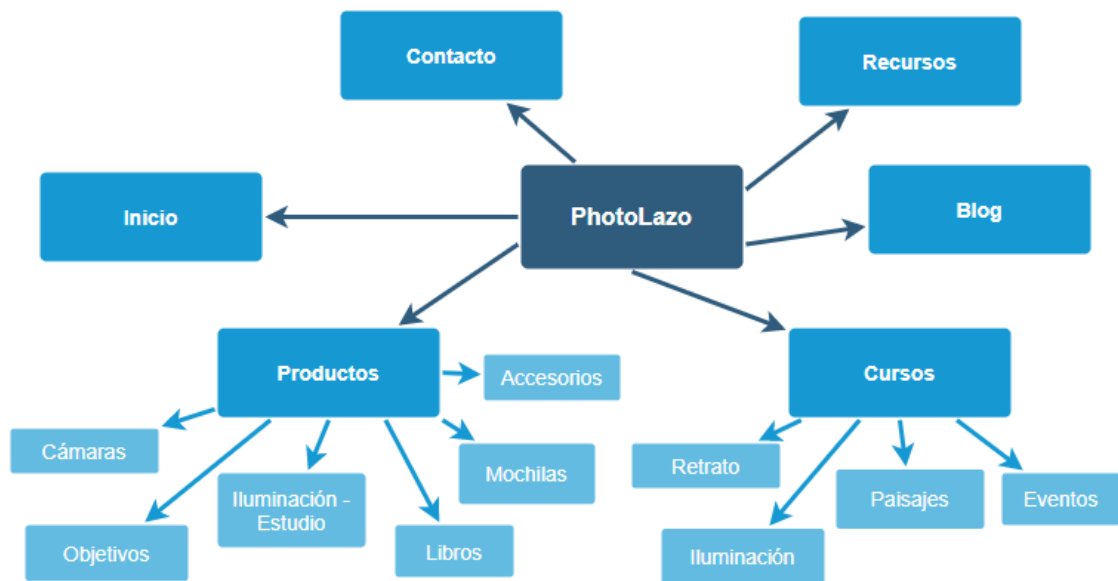 Contacto
Recursos
Inicio
PhotoLazo
Blog
Productos
Accesorios
Cursos
Cámaras
Objetivos
Iluminación -
Estudio
Libros
Mochilas
Retrato
Iluminación
Paisajes
Eventos